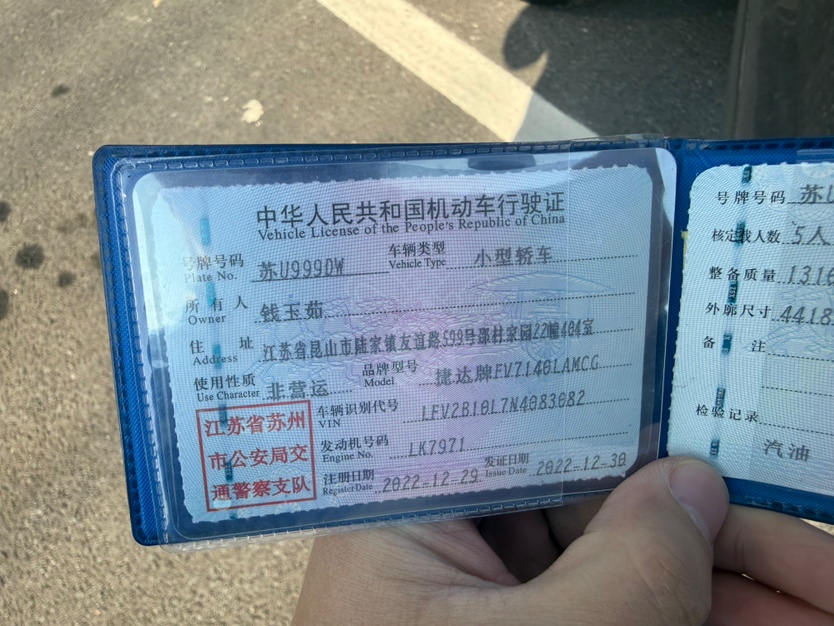 中华人民共和国机动车行驶证
Vehicle License of the People's Republic of China
号牌号码 苏U999DW 车辆类型 小型轿车
Plate No. Vehicle Type
所有人 钱玉茹
Owner
住址 江苏省昆山市陆家镇友谊路599号邵村家园22幢404室
Address
使用性质 非营运 品牌型号 捷达牌FV7140LAMCG
Use Character Model
江苏省苏州
市公安局交
通警察支队
车辆识别代号 LFV2B10L7N4083682
VIN
发动机号码 LK7971
Engine No.
注册日期 2022-12-29 发证日期 2022-12-30
Register Date Issue Date
号牌号码 苏
核定载人数 5人
整备质量 1316
外廓尺寸 4418
备注
检验记录
汽油